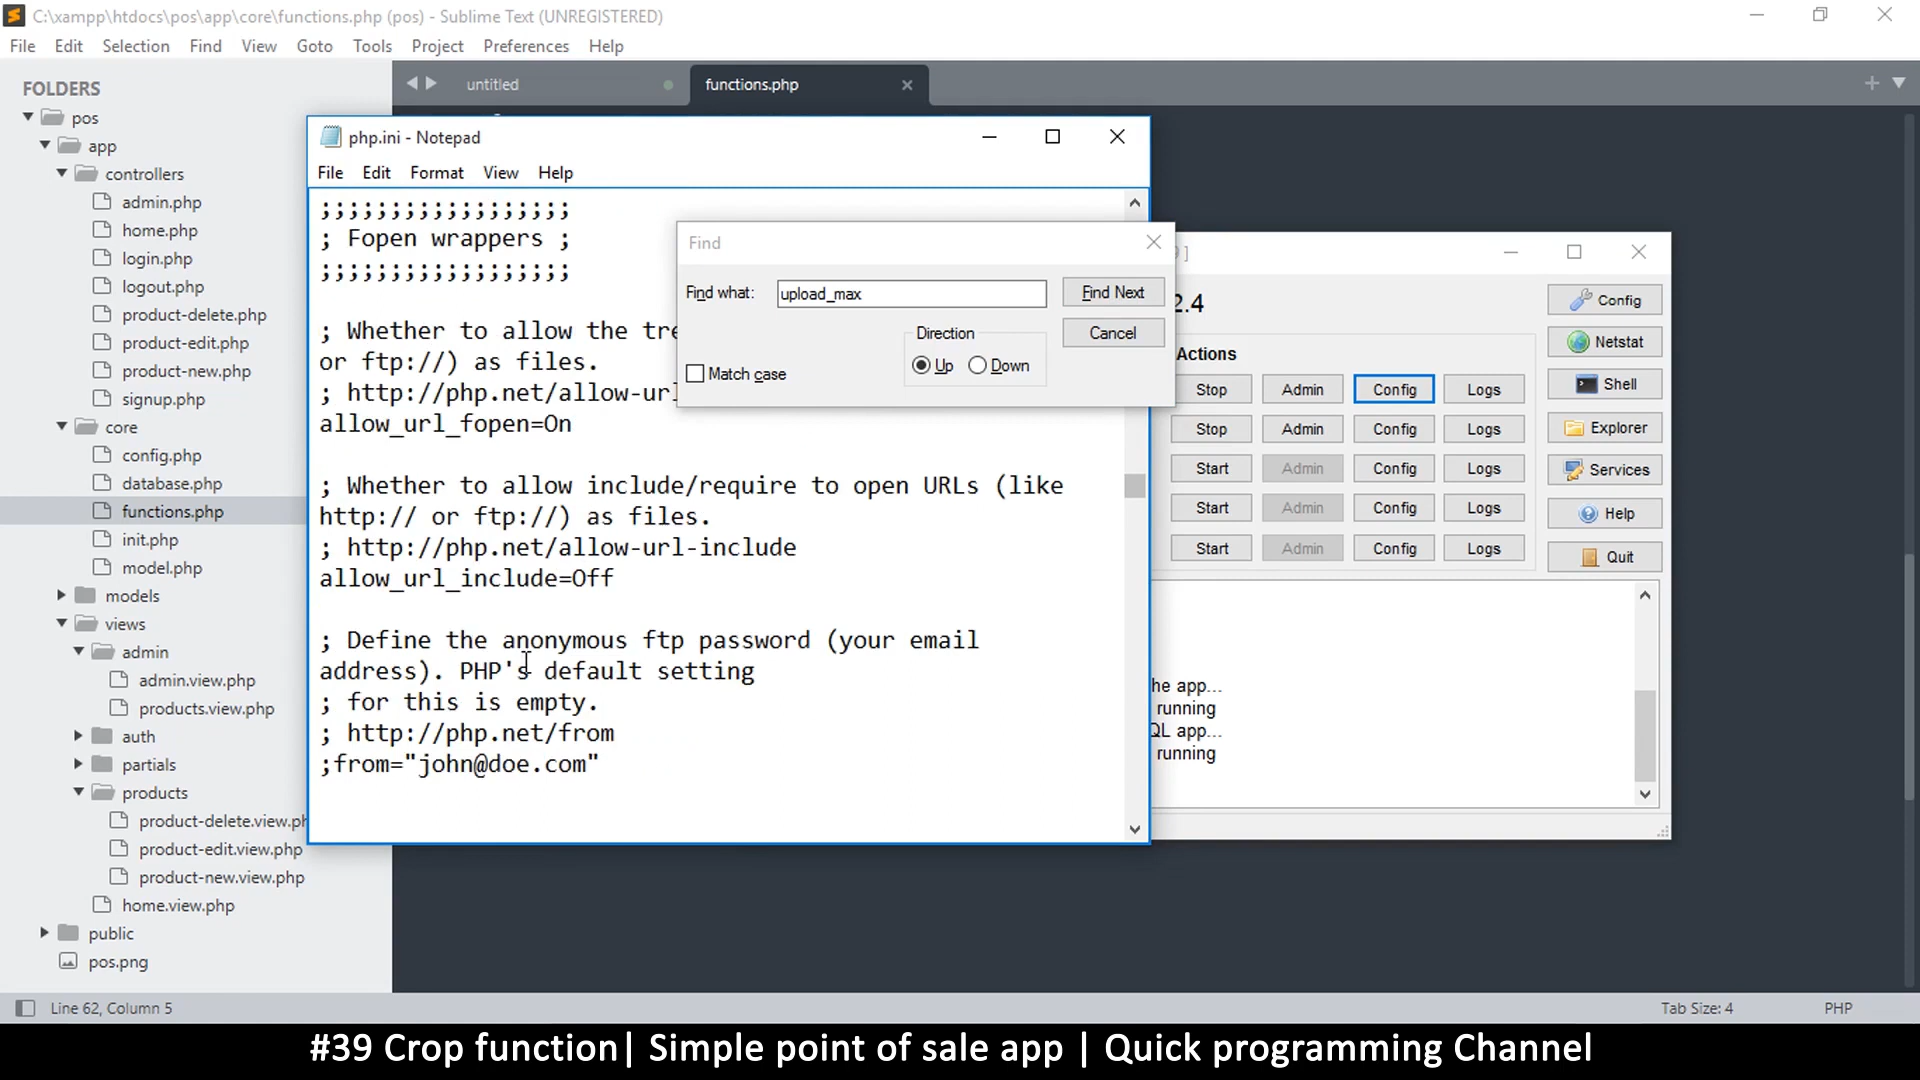 C:\xampp\htdocs\pos\app\core\functions.php (pos) - Sublime Text (UNREGISTERED)
File Edit Selection Find View Goto Tools Project Preferences Help
FOLDERS
pos
app
controllers
admin.php
home.php
login.php
logout.php
product-delete.php
product-edit.php
product-new.php
signup.php
core
config.php
database.php
functions.php
init.php
model.php
models
views
admin
admin.view.php
products.view.php
auth
partials
products
product-delete.view.ph
product-edit.view.php
product-new.view.php
home.view.php
public
pos.png
untitled
functions.php
php.ini - Notepad
File Edit Format View Help
;;;;;;;;;;;;;;;;;;
; Fopen wrappers ;
;;;;;;;;;;;;;;;;;;
; Whether to allow the tre
or ftp://) as files.
; http://php.net/allow-url
allow_url_fopen=On
; Whether to allow include/require to open URLs (like
http:// or ftp://) as files.
; http://php.net/allow-url-include
allow_url_include=Off
; Define the anonymous ftp password (your email
address). PHP's default setting
; for this is empty.
; http://php.net/from
;from="john@doe.com"
Find
Find what: upload_max Find Next
Direction Cancel
Match case Up Down
]
2.4
Actions
Stop Admin Config Logs
Stop Admin Config Logs
Start Admin Config Logs
Start Admin Config Logs
Start Admin Config Logs
Config
Netstat
Shell
Explorer
Services
Help
Quit
he app...
running
QL app...
running
Line 62, Column 5 Tab Size: 4 PHP
#39 Crop function| Simple point of sale app | Quick programming Channel